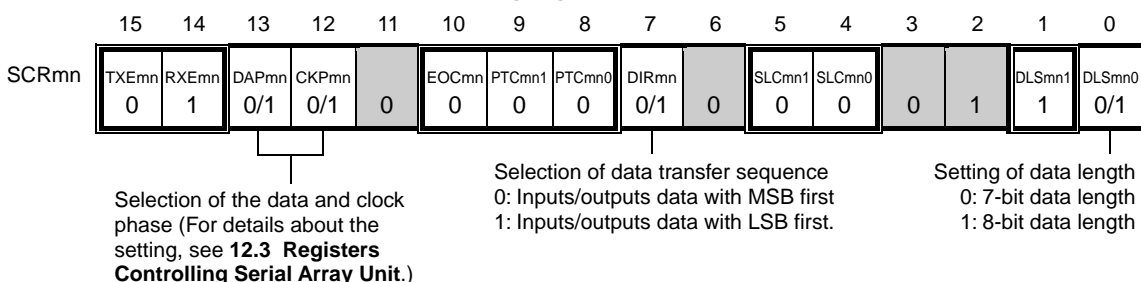 15 14 13 12 11 10 9 8 7 6 5 4 3 2 1 0
SCRmn
TXEmn RXEmn DAPmn CKPmn EOCmn PTCmn1 PTCmn0 DIRmn SLCmn1 SLCmn0 DLSmn1 DLSmn0
0 1 0/1 0/1 0 0 0 0 0/1 0 0 0 0 1 1 0/1
Selection of the data and clock
phase (For details about the
setting, see 12.3 Registers
Controlling Serial Array Unit.)
Selection of data transfer sequence
0: Inputs/outputs data with MSB first
1: Inputs/outputs data with LSB first.
Setting of data length
0: 7-bit data length
1: 8-bit data length